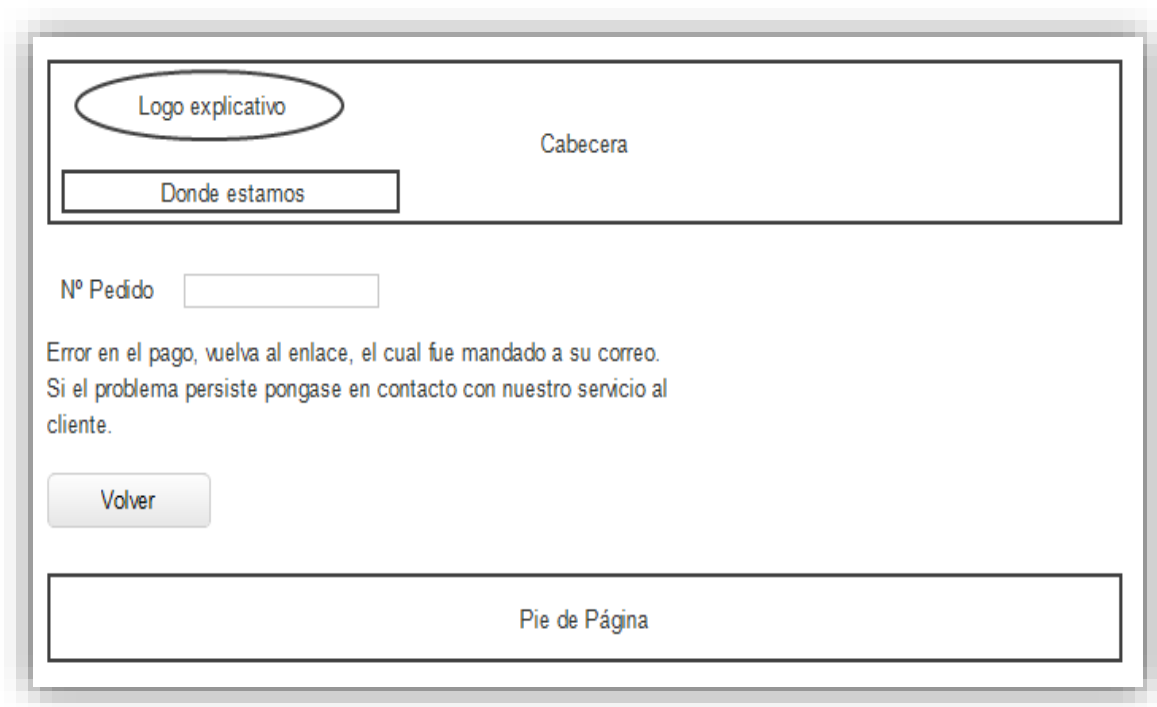 Logo explicativo
Cabecera
Donde estamos
Nº Pedido
Error en el pago, vuelva al enlace, el cual fue mandado a su correo.
Si el problema persiste pongase en contacto con nuestro servicio al
cliente.
Volver
Pie de Página